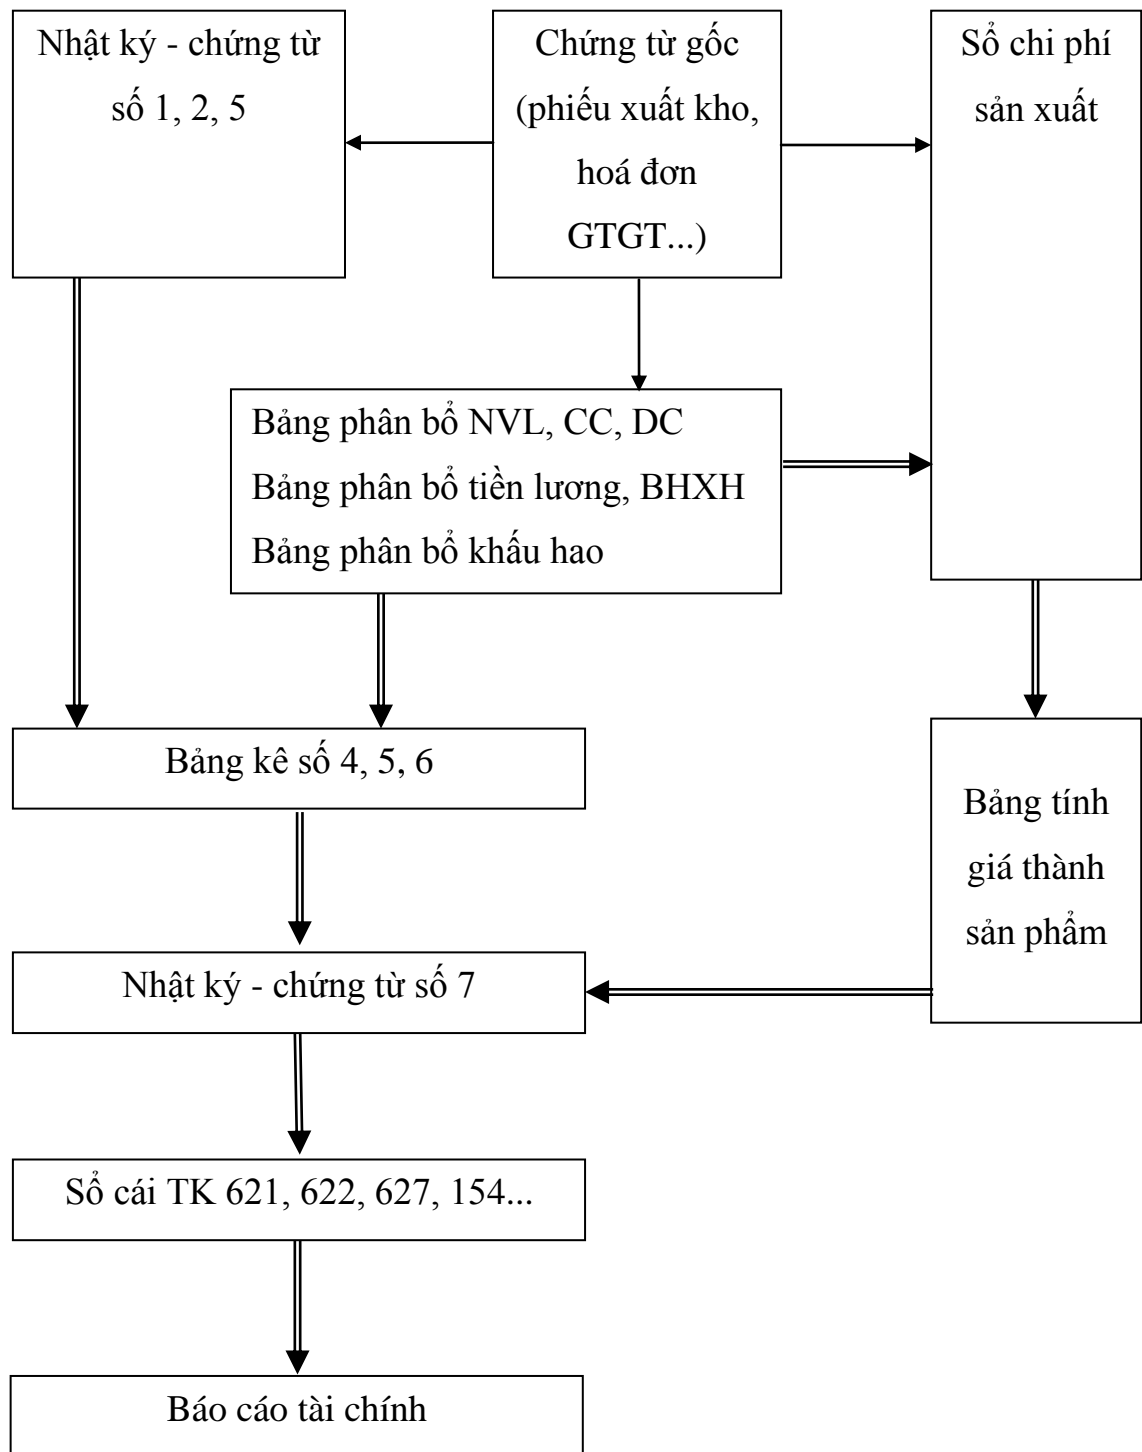 Nhật ký - chứng từ
số 1, 2, 5
Chứng từ gốc
(phiếu xuất kho,
hoá đơn
GTGT...)
Sổ chi phí
sản xuất
Bảng phân bổ NVL, CC, DC
Bảng phân bổ tiền lương, BHXH
Bảng phân bổ khấu hao
Bảng kê số 4, 5, 6
Bảng tính
giá thành
sản phẩm
Nhật ký - chứng từ số 7
Sổ cái TK 621, 622, 627, 154...
Báo cáo tài chính